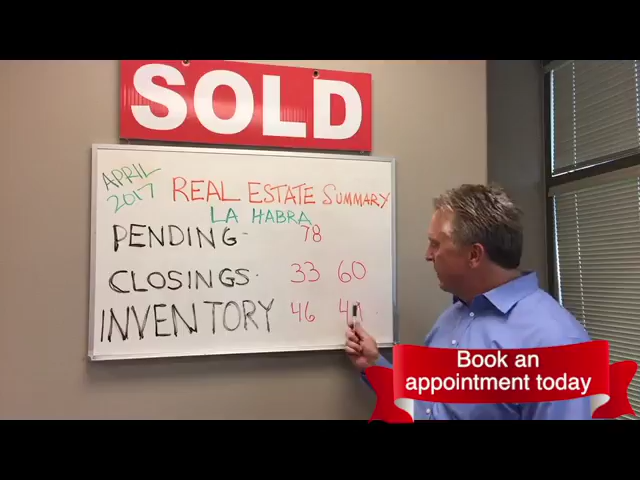 SOLD
APRIL
2017
REAL ESTATE SUMMARY
LA HABRA
PENDING- 78
CLOSINGS. 33 60
INVENTORY 46
Book an
appointment today